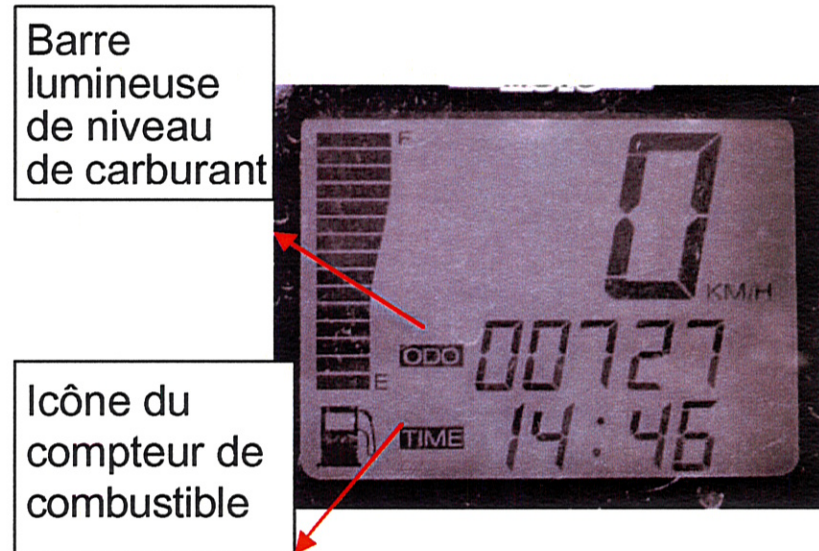 Barre
lumineuse
de niveau
de carburant
F
0
KM/H
ODO 00727
E
TIME 14:46
Icône du
compteur de
combustible